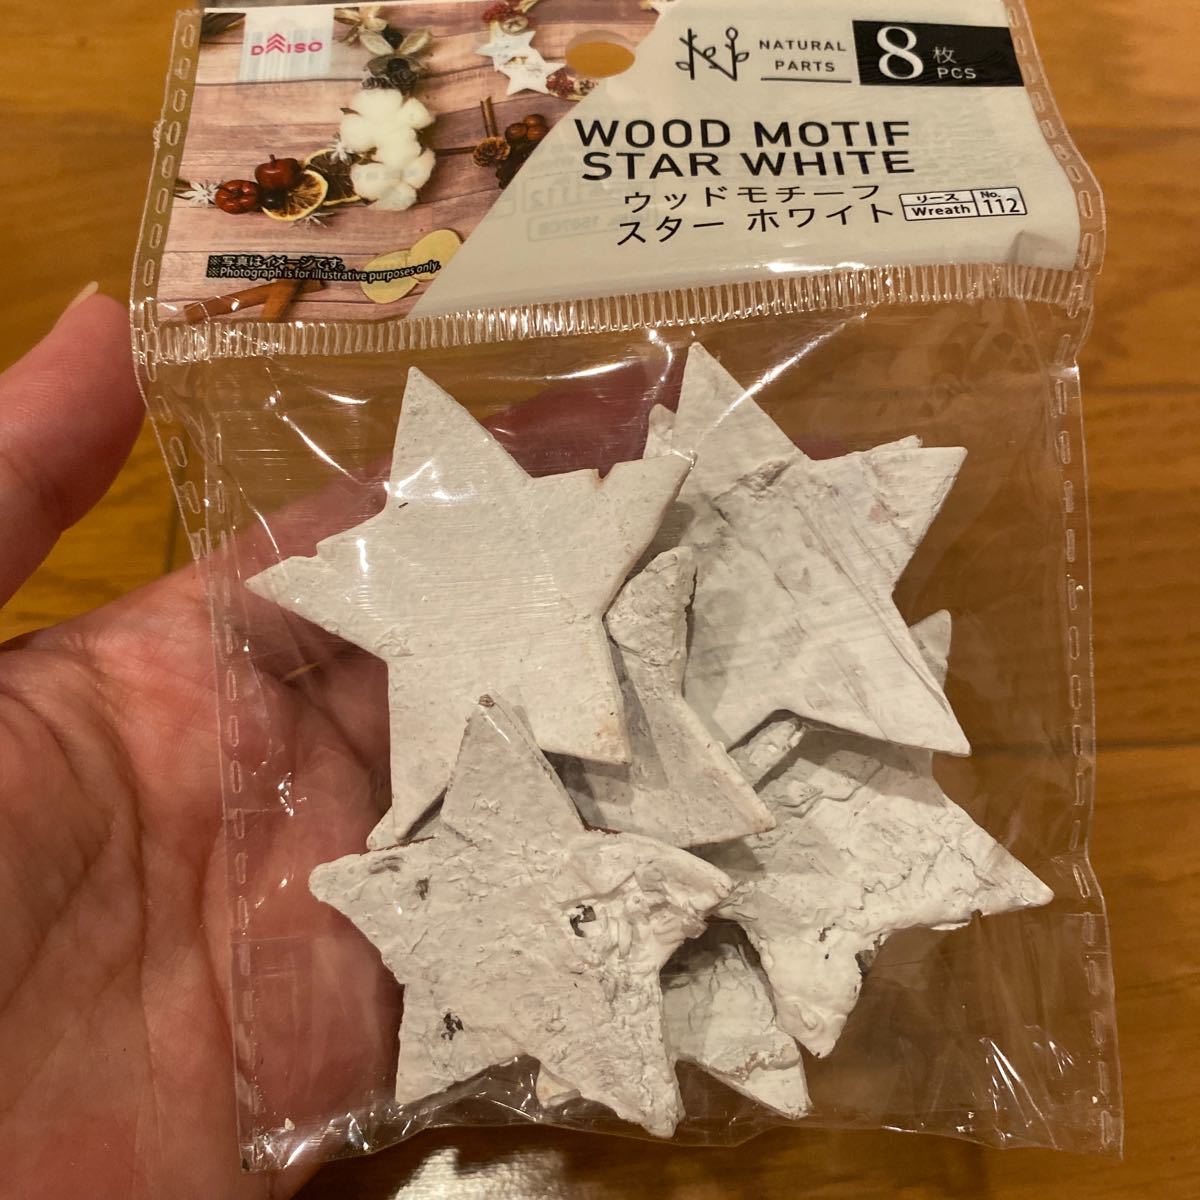 DAISO
NATURAL
PARTS
8枚
PCS
WOOD MOTIF
STAR WHITE
ウッドモチーフ
スター ホワイト
リース
Wreath
No.
112
※写真はイメージです。
※Photograph is for illustrative purposes only.